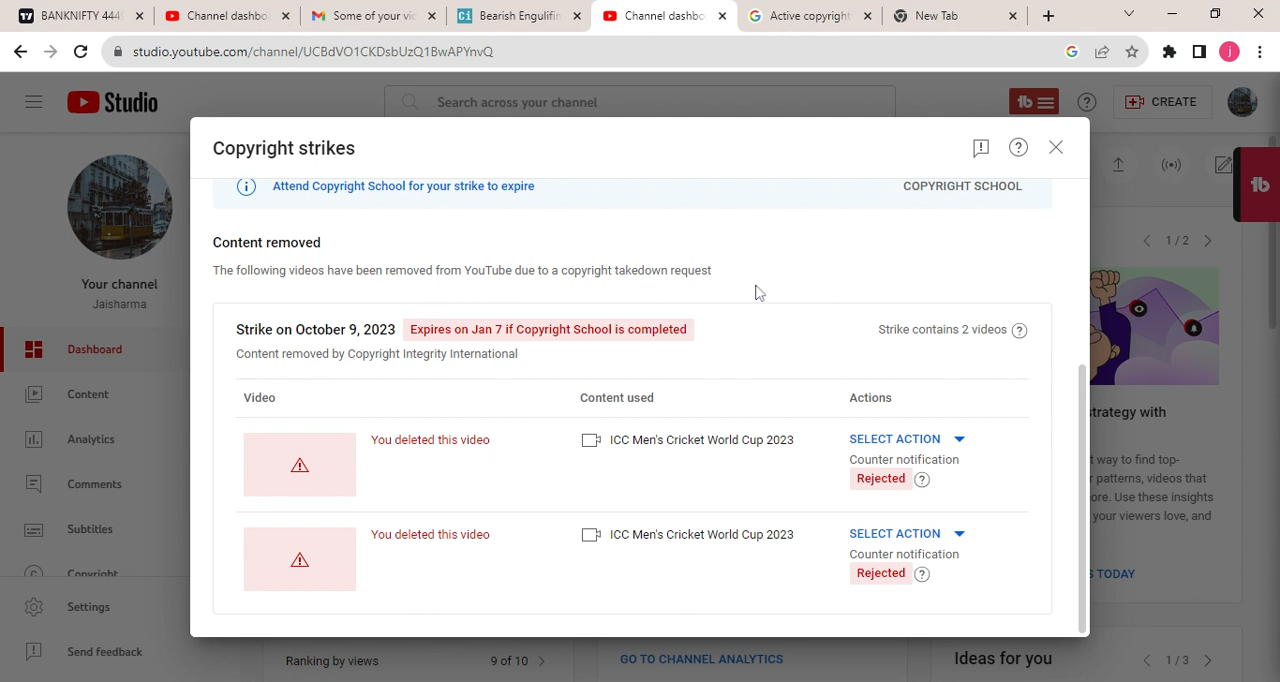 BANKNIFTY 444
Channel dashbo
Some of your vi
Bearish Engulfin
Channel dashbo
Active copyright
New Tab
studio.youtube.com/channel/UCBdVO1CKDsbUzQ1BwAPYnvQ
j
Studio
Search across your channel
CREATE
Copyright strikes
Attend Copyright School for your strike to expire
COPYRIGHT SCHOOL
Content removed
The following videos have been removed from YouTube due to a copyright takedown request
1 / 2
Your channel
Jaisharma
Strike on October 9, 2023
Expires on Jan 7 if Copyright School is completed
Strike contains 2 videos
Content removed by Copyright Integrity International
Dashboard
Content
Analytics
Comments
Subtitles
Copyright
Settings
Send feedback
Video
Content used
Actions
You deleted this video
ICC Men's Cricket World Cup 2023
SELECT ACTION
Counter notification
Rejected
You deleted this video
ICC Men's Cricket World Cup 2023
SELECT ACTION
Counter notification
Rejected
strategy with
t way to find top-
patterns, videos that
ore. Use these insights
your viewers love, and
S TODAY
Ranking by views
9 of 10
GO TO CHANNEL ANALYTICS
Ideas for you
1 / 3